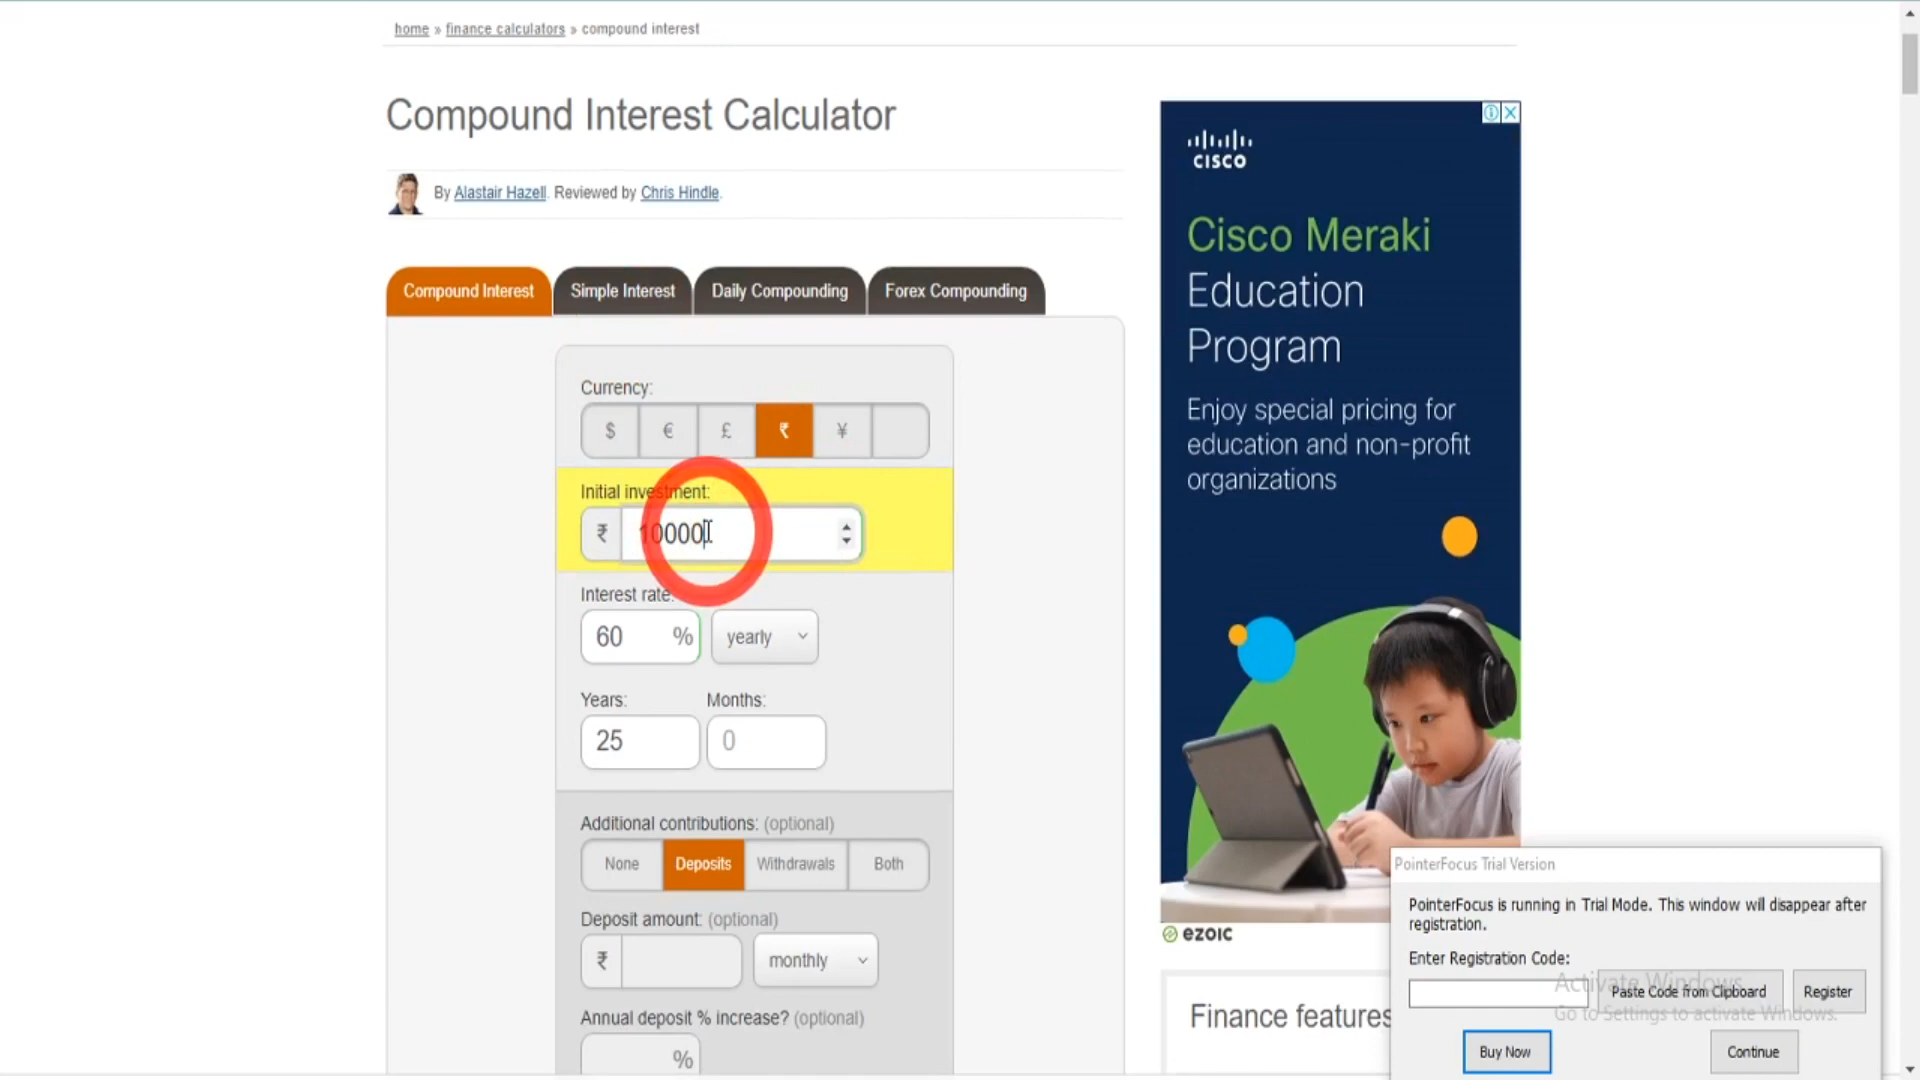 home » finance calculators » compound interest
Compound Interest Calculator
By Alastair Hazell. Reviewed by Chris Hindle.
Compound Interest
Simple Interest
Daily Compounding
Forex Compounding
Currency:
$
€
£
₹
¥
Initial investment:
₹ 10000
Interest rate:
60 %
yearly
Years:
Months:
25
0
Additional contributions: (optional)
None
Deposits
Withdrawals
Both
Deposit amount: (optional)
₹
monthly
Annual deposit % increase? (optional)
%
CISCO
Cisco Meraki
Education
Program
Enjoy special pricing for
education and non-profit
organizations
ezoic
Finance features
PointerFocus Trial Version
PointerFocus is running in Trial Mode. This window will disappear after
registration.
Enter Registration Code:
Activate Windows
Paste Code from Clipboard
Register
Go to Settings to activate Windows.
Buy Now
Continue